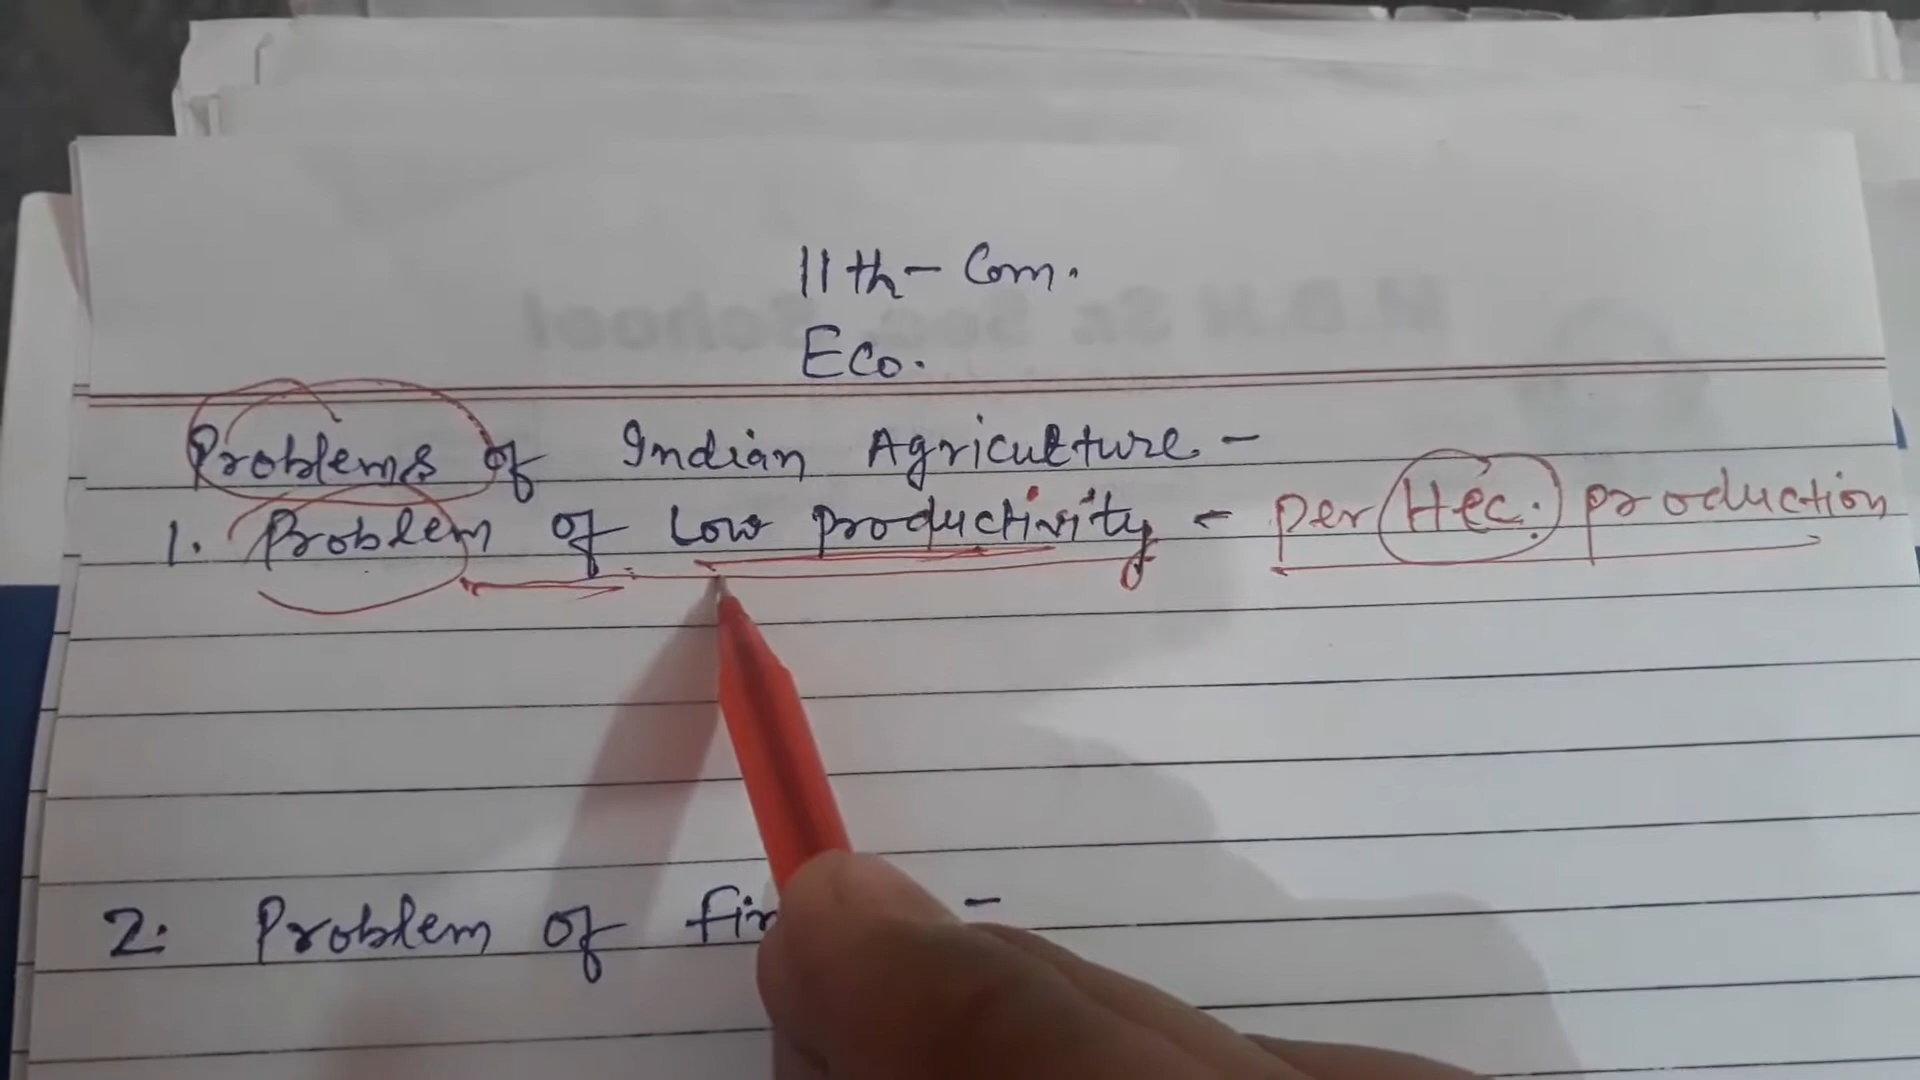 11th - Com.
Eco.
Problems of Indian Agriculture. -
1. Problem of Low Productivity - per Hec. production
2. Problem of -